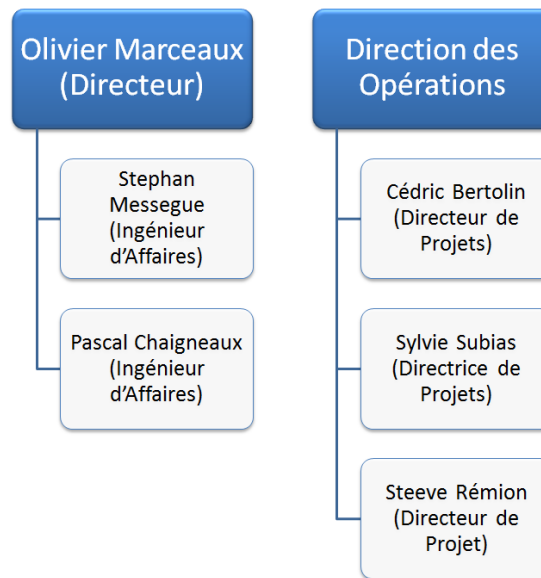 Olivier Marceaux
(Directeur)
Stephan
Messegue
(Ingénieur
d'Affaires)
Pascal Chaigneaux
(Ingénieur
d'Affaires)
Direction des
Opérations
Cédric Bertolin
(Directeur de
Projets)
Sylvie Subias
(Directrice de
Projets)
Steeve Rémion
(Directeur de
Projet)